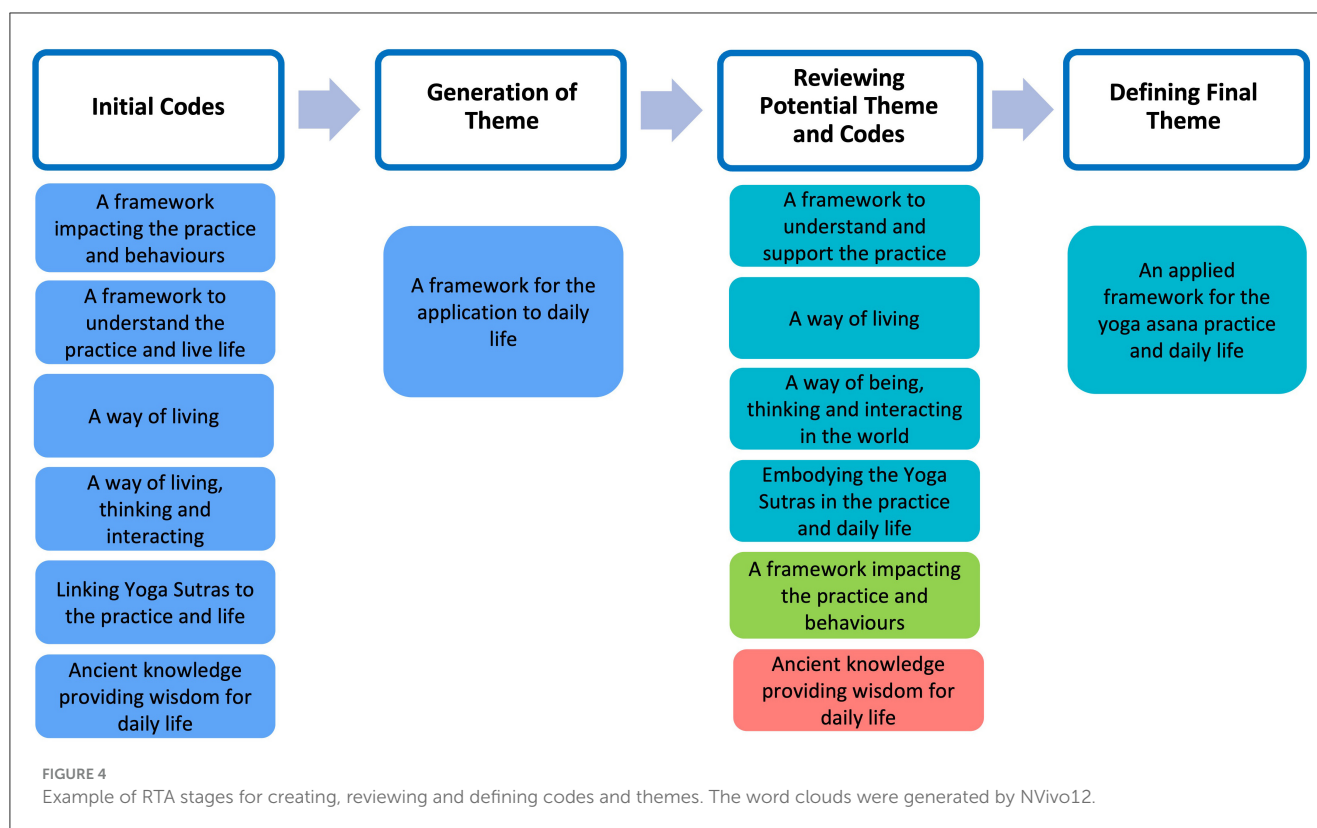 Initial Codes
A framework
impacting the practice
and behaviours
A framework to
understand the
practice and live life
A way of living
A way of living,
thinking and
interacting
Linking Yoga Sutras to
the practice and life
Ancient knowledge
providing wisdom for
daily life
Generation of
Theme
A framework for the
application to daily
life
Reviewing
Potential Theme
and Codes
A framework to
understand and
support the practice
A way of living
A way of being,
thinking and interacting
in the world
Embodying the Yoga
Sutras in the practice
and daily life
A framework impacting
the practice and
behaviours
Ancient knowledge
providing wisdom for
daily life
Defining Final
Theme
An applied
framework for the
yoga asana practice
and daily life
FIGURE 4
Example of RTA stages for creating, reviewing and defining codes and themes. The word clouds were generated by NVivo12.